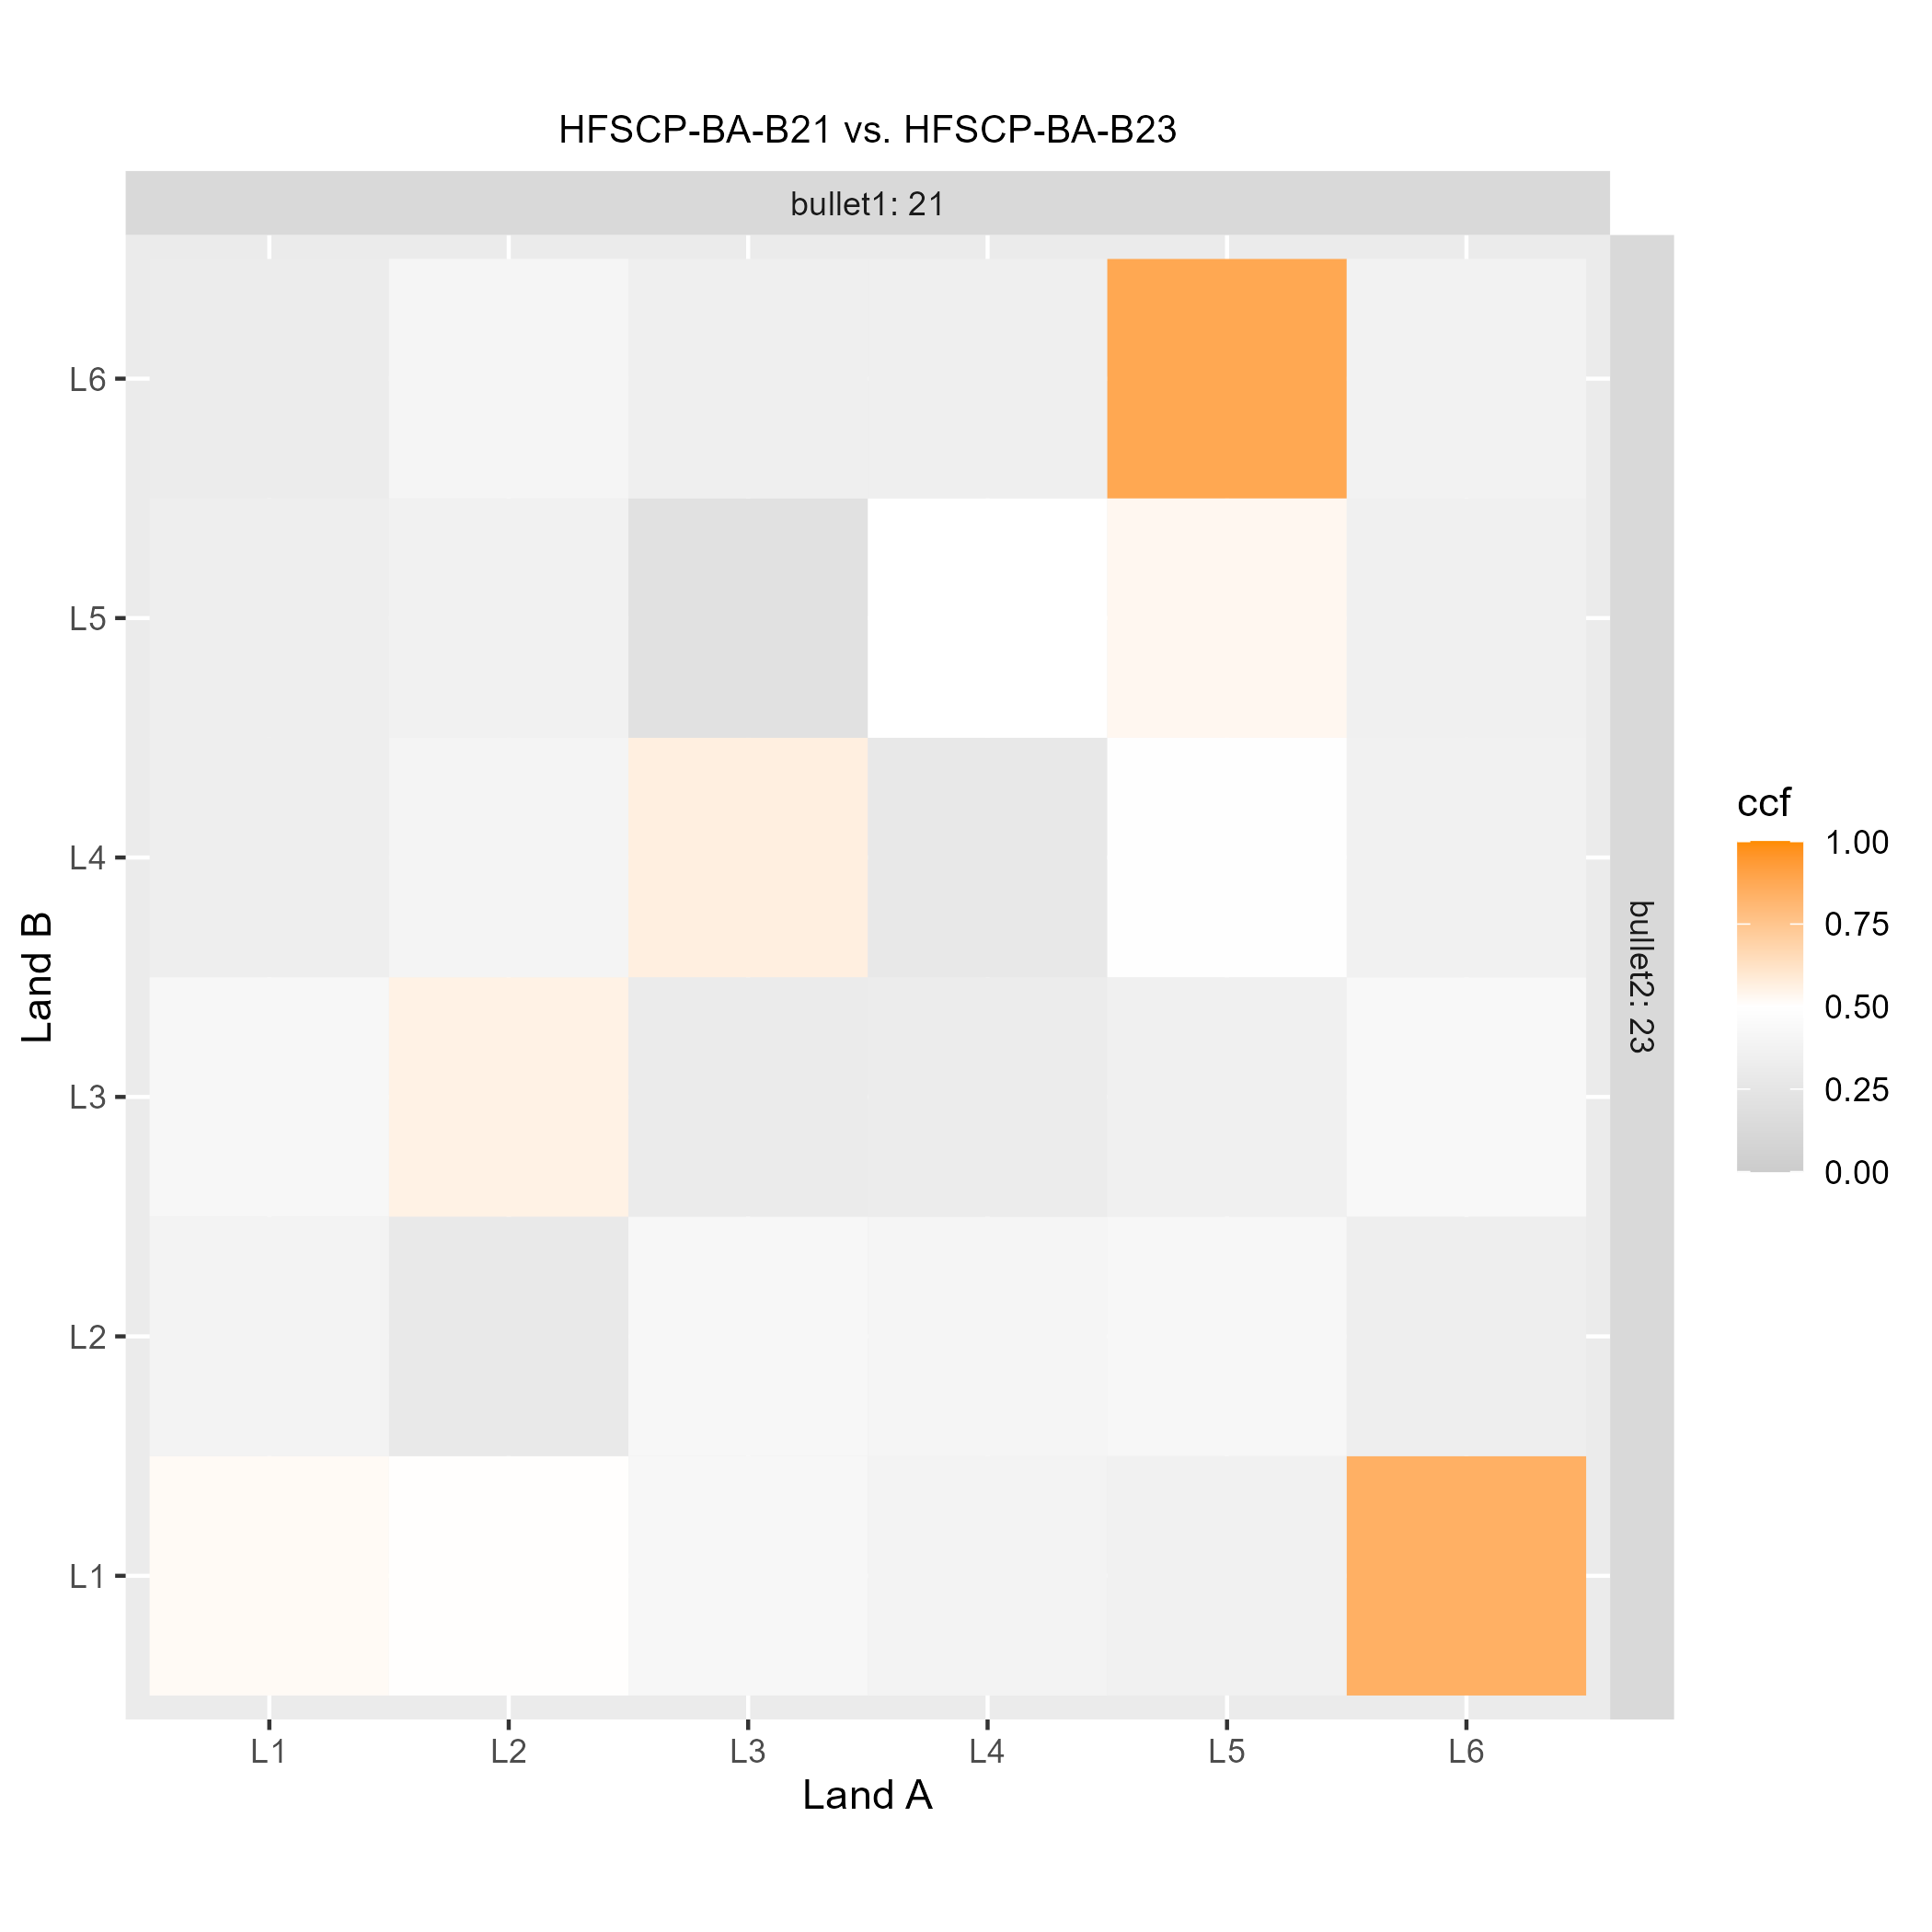 HFSCP-BA-B21 vs. HFSCP-BA-B23
bullet1: 21
L6
L5
L4
L3
L2
L1
Land B
bullet2: 23
L1 L2 L3 L4 L5 L6
Land A
ccf
1.00
0.75
0.50
0.25
0.00